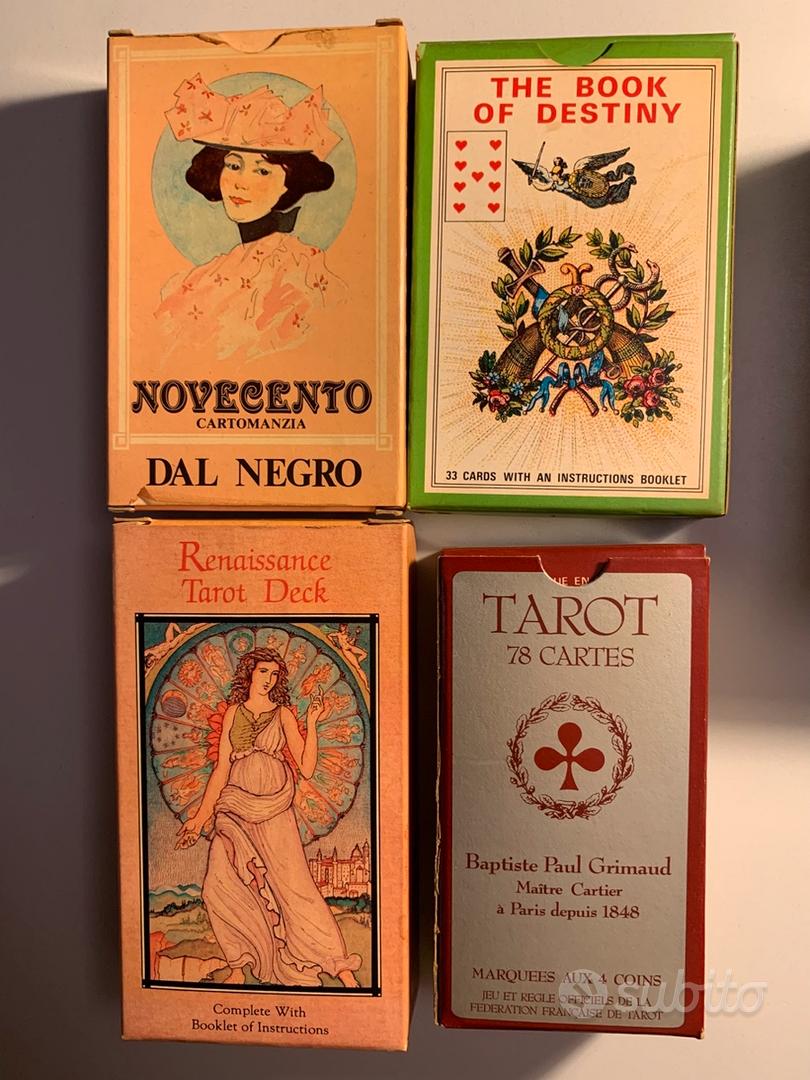 NOVECENTO
CARTOMANZIA
DAL NEGRO
THE BOOK
OF DESTINY
33 CARDS WITH AN INSTRUCTIONS BOOKLET
Renaissance
Tarot Deck
Complete With
Booklet of Instructions
UE EN
TAROT
78 CARTES
Baptiste Paul Grimaud
Maître Cartier
à Paris depuis 1848
MARQUEES AUX 4 COINS
JEU ET REGLE OFFICIELS DE LA
FEDERATION FRANÇAISE DE TAROT
subito